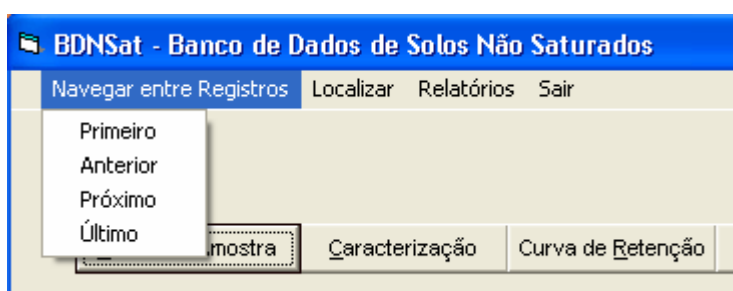 BDNSat - Banco de Dados de Solos Não Saturados
Navegar entre Registros Localizar Relatórios Sair
Primeiro
Anterior
Próximo
Último
Caracterização Curva de Retenção